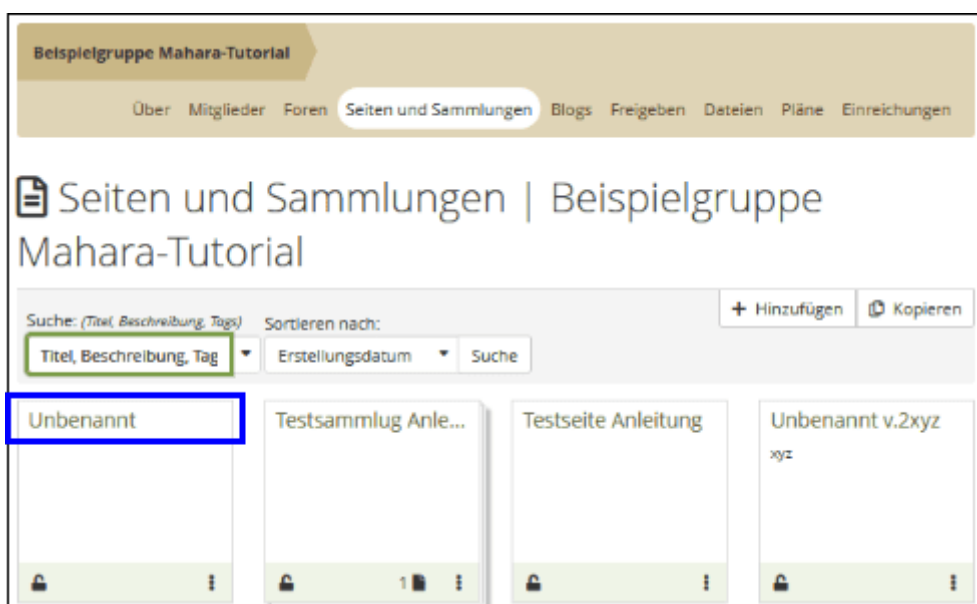 Beispielgruppe Mahara-Tutorial
Über Mitglieder Foren Seiten und Sammlungen Blogs Freigeben Dateien Pläne Einreichungen
Seiten und Sammlungen | Beispielgruppe
Mahara-Tutorial
+ Hinzufügen Kopieren
Suche: (Titel, Beschreibung, Tags) Sortieren nach:
Titel, Beschreibung, Tag Erstellungsdatum Suche
Unbenannt Testsammlug Anle... Testseite Anleitung Unbenannt v.2xyz
xyz
1